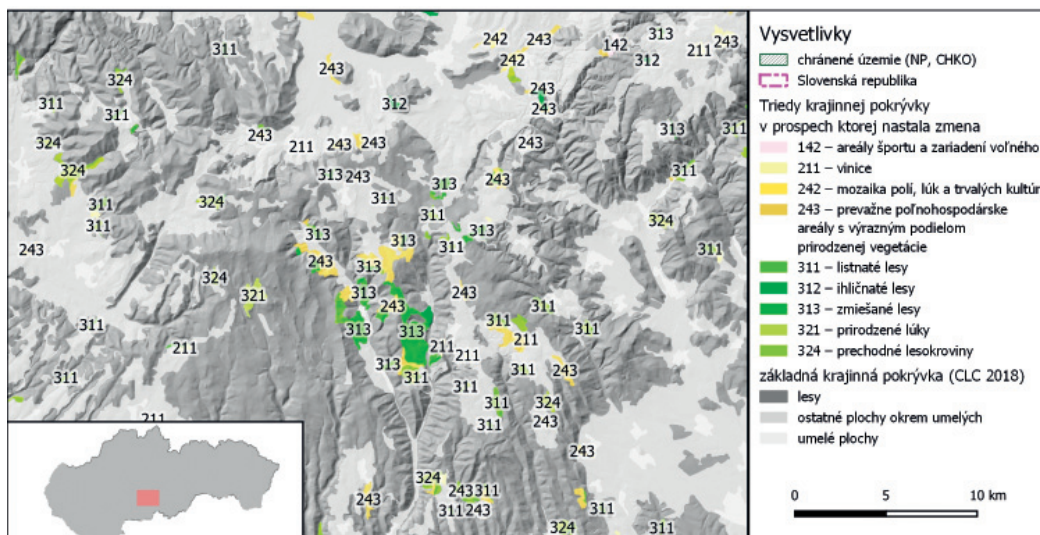 311 242 243 142 313 211 243
242 312
243
324
243
311 312
243
311
313 311
243
324 211 243 243 243
324 313 243 243 311
313
311
311 324
311
324
311
313 313
313
243 311 311
243 313
324
243
321 313
243 311
311
311 313 313 311
211
211 211 211
313
311 243
311 311
311
311 324
211 243
311
243
324
243 311
243
311 243 311
324 311
Vysvetlivky
chránené územie (NP, CHKO)
Slovenská republika
Triedy krajinnej pokrývky
v prospech ktorej nastala zmena
142 – areály športu a zariadení voľného
211 – vinice
242 – mozaika polí, lúk a trvalých kultúr
243 – prevažne poľnohospodárske
areály s výrazným podielom
prirodzenej vegetácie
311 – listnaté lesy
312 – ihličnaté lesy
313 – zmiešané lesy
321 – prirodzené lúky
324 – prechodné lesokroviny
základná krajinná pokrývka (CLC 2018)
lesy
ostatné plochy okrem umelých
umelé plochy
0 5 10 km